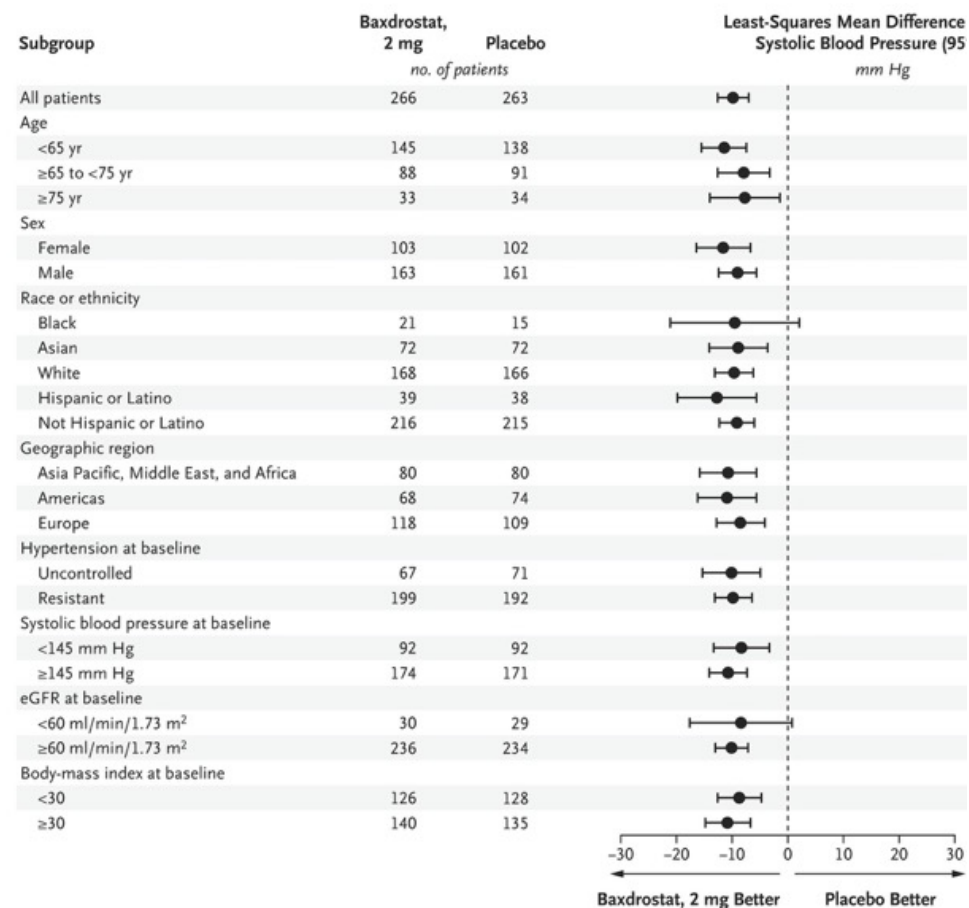 Subgroup Baxdrostat, 2 mg Placebo Least-Squares Mean Difference Systolic Blood Pressure (95
no. of patients mm Hg
All patients 266 263
Age
<65 yr 145 138
≥65 to <75 yr 88 91
≥75 yr 33 34
Sex
Female 103 102
Male 163 161
Race or ethnicity
Black 21 15
Asian 72 72
White 168 166
Hispanic or Latino 39 38
Not Hispanic or Latino 216 215
Geographic region
Asia Pacific, Middle East, and Africa 80 80
Americas 68 74
Europe 118 109
Hypertension at baseline
Uncontrolled 67 71
Resistant 199 192
Systolic blood pressure at baseline
<145 mm Hg 92 92
≥145 mm Hg 174 171
eGFR at baseline
<60 ml/min/1.73 m² 30 29
≥60 ml/min/1.73 m² 236 234
Body-mass index at baseline
<30 126 128
≥30 140 135
−30 −20 −10 0 10 20 30
Baxdrostat, 2 mg Better Placebo Better